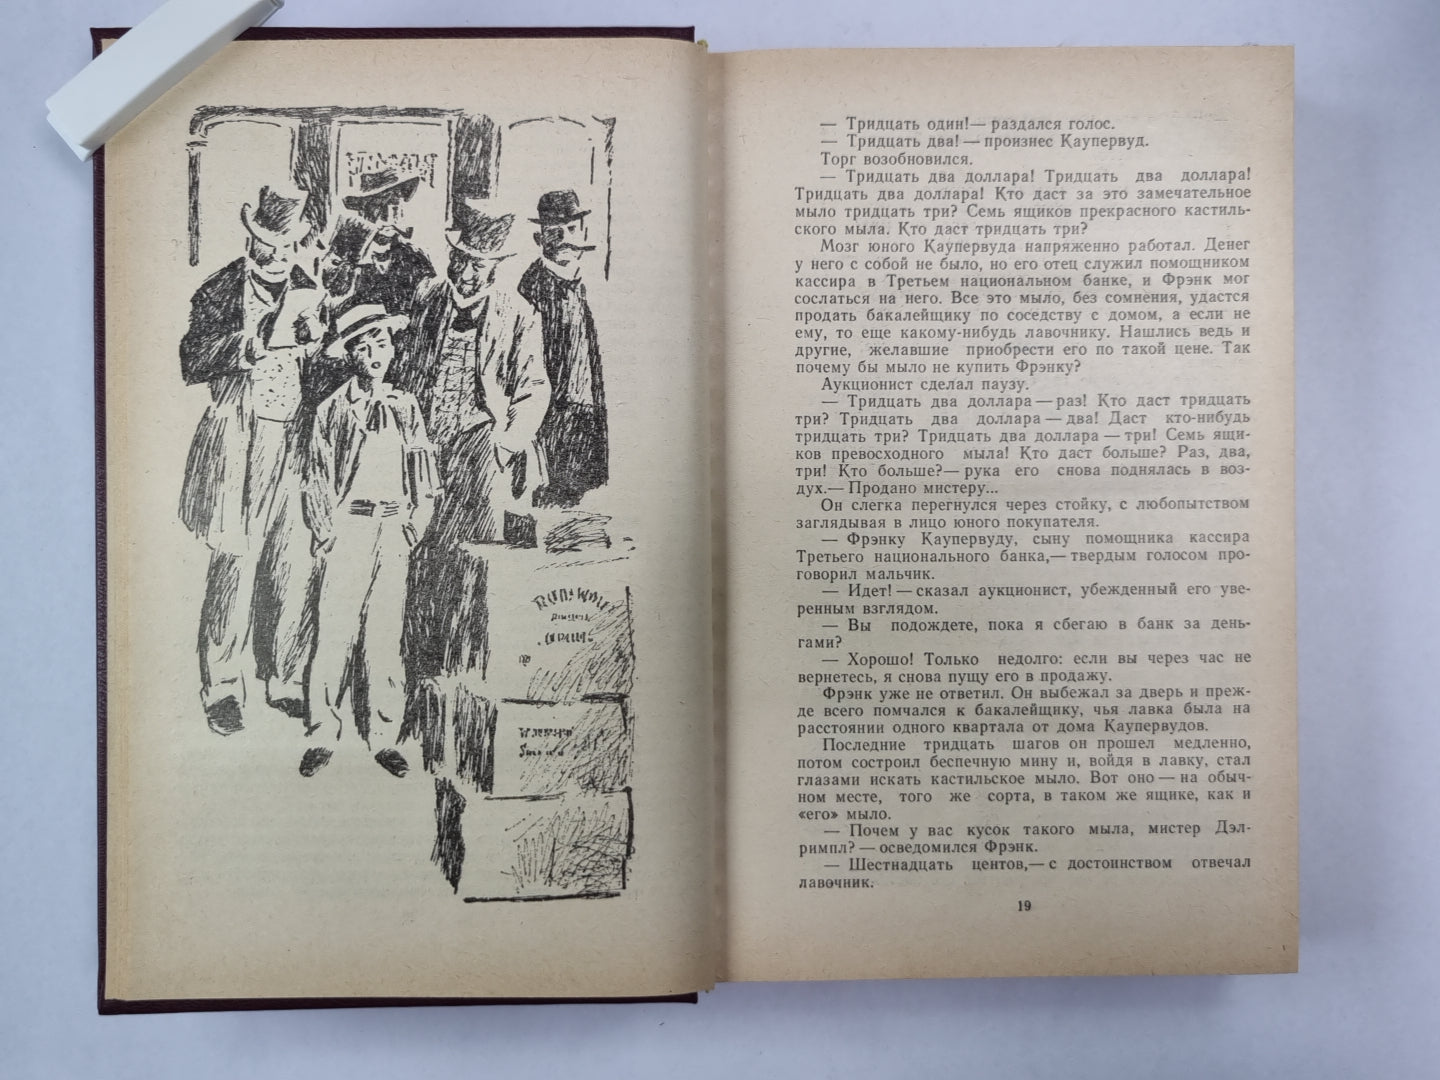 — Тридцать один!— раздался голос.
— Тридцать два! — произнес Каупервуд.
Торг возобновился.
— Тридцать два доллара! Тридцать два доллара!
Тридцать два доллара! Кто даст за это замечательное
мыло тридцать три? Семь ящиков прекрасного кастиль-
ского мыла. Кто даст тридцать три?
Мозг юного Каупервуда напряженно работал. Денег
у него с собой не было, но его отец служил помощником
кассира в Третьем национальном банке, и Фрэнк мог
сослаться на него. Все это мыло, без сомнения, удастся
продать бакалейщику по соседству с домом, а если не
ему, то еще какому-нибудь лавочнику. Нашлись ведь и
другие, желавшие приобрести его по такой цене. Так
почему бы мыло не купить Фрэнку?
Аукционист сделал паузу.
— Тридцать два доллара — раз! Кто даст тридцать
три? Тридцать два доллара — два! Даст кто-нибудь
тридцать три? Тридцать два доллара — три! Семь ящи-
ков превосходного мыла! Кто даст больше? Раз, два,
три! Кто больше?— рука его снова поднялась в воз-
дух.— Продано мистеру...
Он слегка перегнулся через стойку, с любопытством
заглядывая в лицо юного покупателя.
— Фрэнку Каупервуду, сыну помощника кассира
Третьего национального банка,— твердым голосом про-
говорил мальчик.
— Идет! — сказал аукционист, убежденный его уве-
ренным взглядом.
— Вы подождете, пока я сбегаю в банк за день-
гами?
— Хорошо! Только недолго: если вы через час не
вернетесь, я снова пущу его в продажу.
Фрэнк уже не ответил. Он выбежал за дверь и преж-
де всего помчался к бакалейщику, чья лавка была на
расстоянии одного квартала от дома Каупервудов.
Последние тридцать шагов он прошел медленно,
потом состроил беспечную мину и, войдя в лавку, стал
глазами искать кастильское мыло. Вот оно — на обыч-
ном месте, того же сорта, в таком же ящике, как и
«его» мыло.
— Почем у вас кусок такого мыла, мистер Дэл-
римпл? — осведомился Фрэнк.
— Шестнадцать центов,— с достоинством отвечал
лавочник.
19